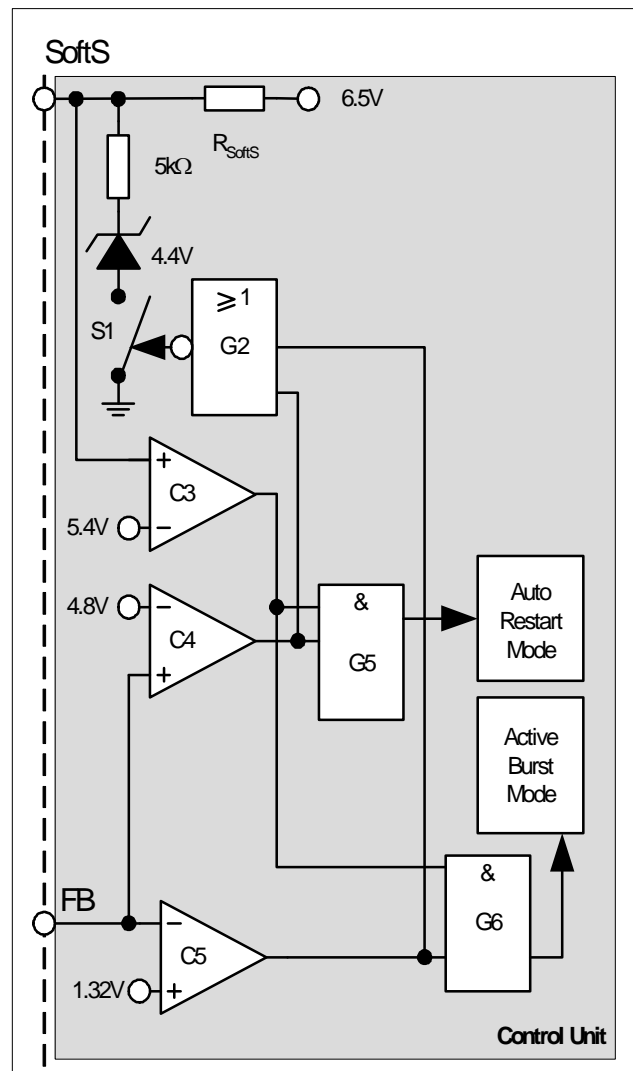 SoftS
6.5V
R_SoftS
5kΩ
4.4V
S1
≥1
G2
+
C3
5.4V
−
4.8V
−
C4
+
&
G5
Auto
Restart
Mode
Active
Burst
Mode
FB
−
C5
1.32V
+
&
G6
Control Unit